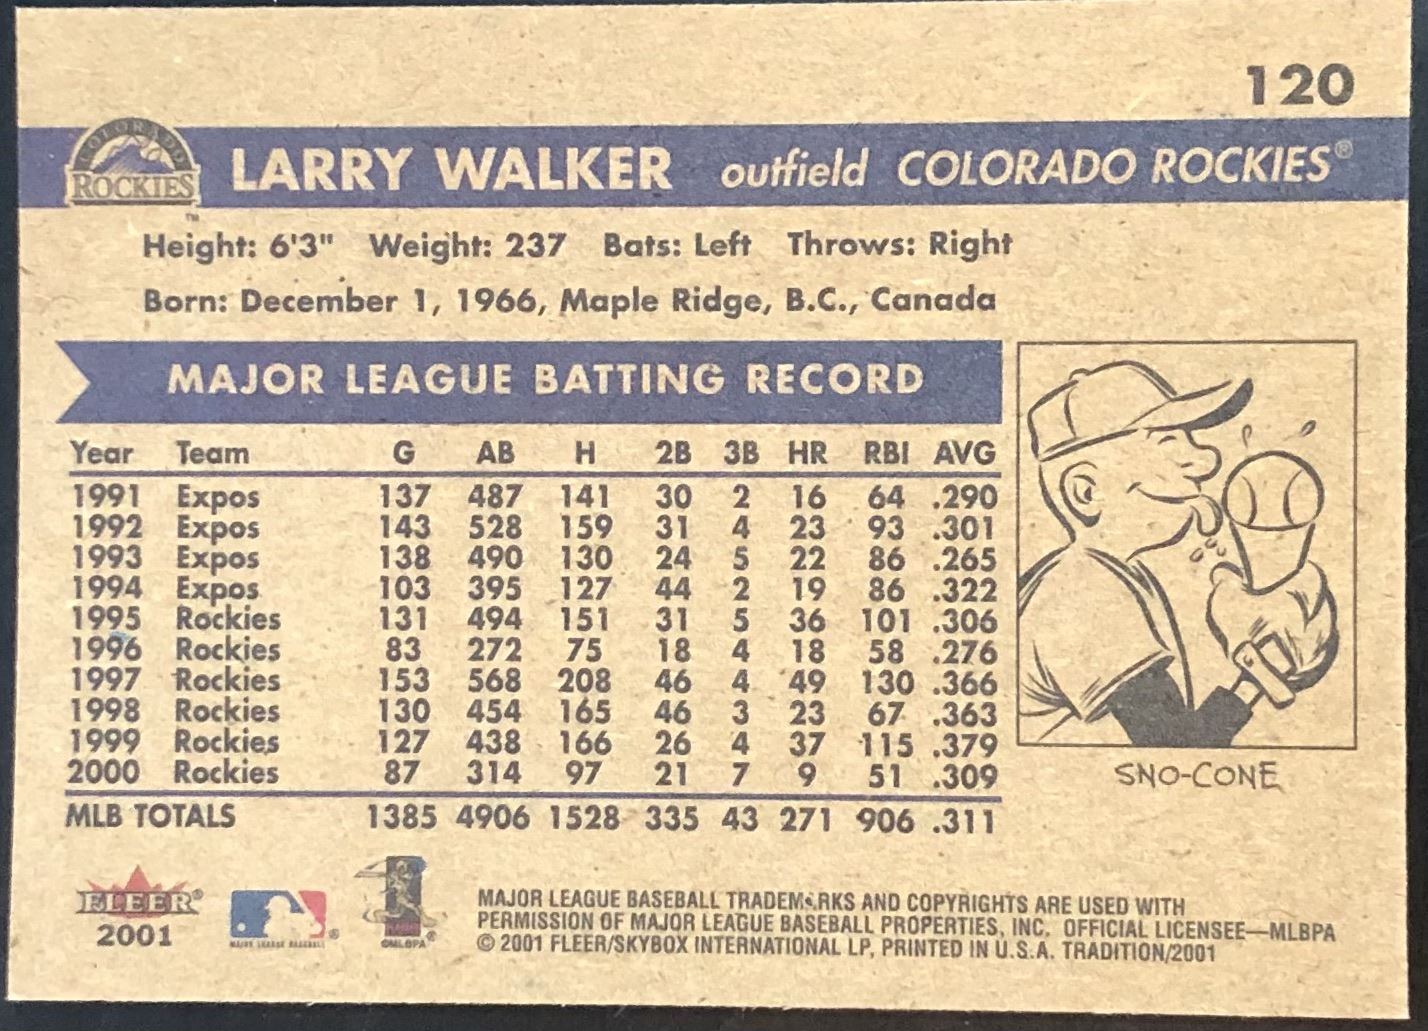 120
COLORADO
ROCKIES
TM
LARRY WALKER outfield COLORADO ROCKIES®
Height: 6'3" Weight: 237 Bats: Left Throws: Right
Born: December 1, 1966, Maple Ridge, B.C., Canada
MAJOR LEAGUE BATTING RECORD
Year Team G AB H 2B 3B HR RBI AVG
1991 Expos 137 487 141 30 2 16 64 .290
1992 Expos 143 528 159 31 4 23 93 .301
1993 Expos 138 490 130 24 5 22 86 .265
1994 Expos 103 395 127 44 2 19 86 .322
1995 Rockies 131 494 151 31 5 36 101 .306
1996 Rockies 83 272 75 18 4 18 58 .276
1997 Rockies 153 568 208 46 4 49 130 .366
1998 Rockies 130 454 165 46 3 23 67 .363
1999 Rockies 127 438 166 26 4 37 115 .379
2000 Rockies 87 314 97 21 7 9 51 .309
MLB TOTALS 1385 4906 1528 335 43 271 906 .311
SNO-CONE
FLEER®
2001
MAJOR LEAGUE BASEBALL®
©MLBPA®
MAJOR LEAGUE BASEBALL TRADEMARKS AND COPYRIGHTS ARE USED WITH
PERMISSION OF MAJOR LEAGUE BASEBALL PROPERTIES, INC. OFFICIAL LICENSEE—MLBPA
© 2001 FLEER/SKYBOX INTERNATIONAL LP, PRINTED IN U.S.A. TRADITION/2001